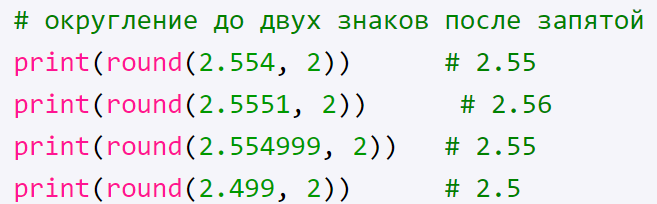 # округление до двух знаков после запятой
print(round(2.554, 2))      # 2.55
print(round(2.5551, 2))      # 2.56
print(round(2.554999, 2))   # 2.55
print(round(2.499, 2))      # 2.5